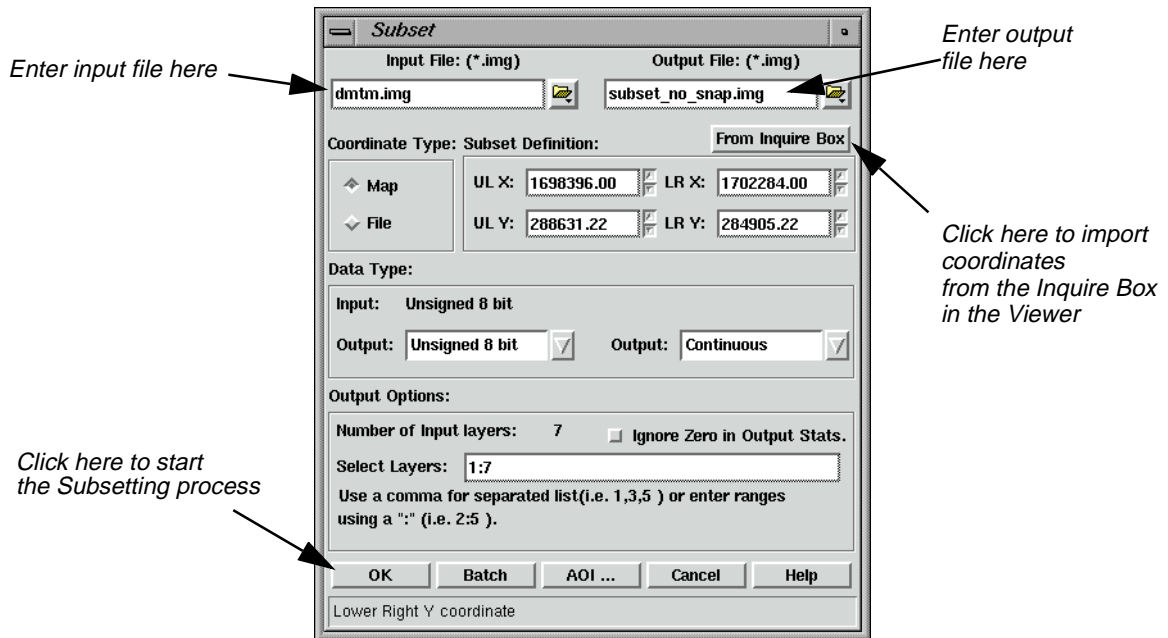 Subset
Input File: (*.img)
Output File: (*.img)
Enter input file here
Enter output
file here
dmtm.img
subset_no_snap.img
Coordinate Type:
Subset Definition:
From Inquire Box
Map
File
UL X: 1698396.00
LR X: 1702284.00
UL Y: 288631.22
LR Y: 284905.22
Click here to import
coordinates
from the Inquire Box
in the Viewer
Data Type:
Input: Unsigned 8 bit
Output: Unsigned 8 bit
Output: Continuous
Output Options:
Number of Input layers: 7
Ignore Zero in Output Stats.
Select Layers: 1:7
Use a comma for separated list(i.e. 1,3,5 ) or enter ranges
using a ":" (i.e. 2:5 ).
Click here to start
the Subsetting process
OK
Batch
AOI ...
Cancel
Help
Lower Right Y coordinate